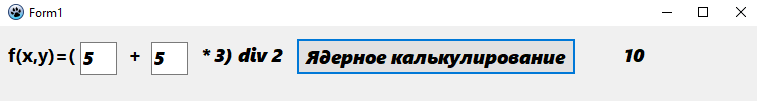 Form1
f(x,y)=( 5 + 5 * 3) div 2 Ядерное калькулирование 10